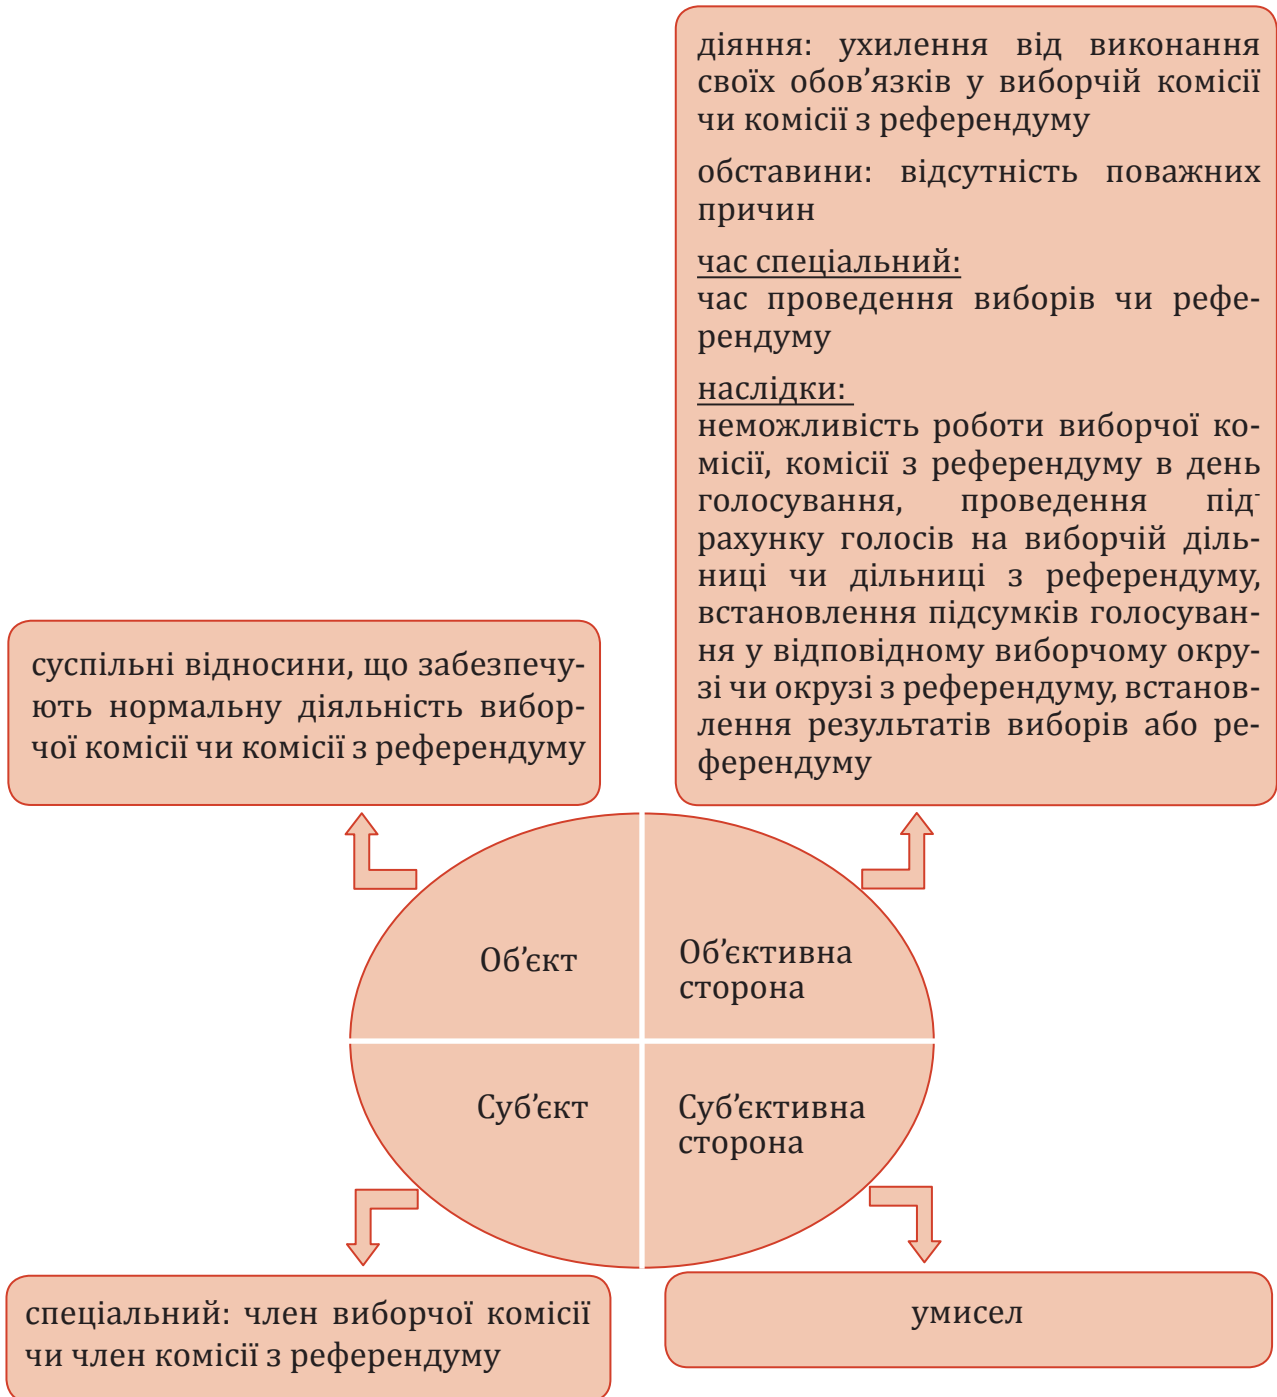 діяння: ухилення від виконання
своїх обов’язків у виборчій комісії
чи комісії з референдуму
обставини: відсутність поважних
причин
час спеціальний:
час проведення виборів чи рефе-
рендуму
наслідки:
неможливість роботи виборчої ко-
місії, комісії з референдуму в день
голосування, проведення під-
рахунку голосів на виборчій діль-
ниці чи дільниці з референдуму,
встановлення підсумків голосуван-
ня у відповідному виборчому окру-
зі чи окрузі з референдуму, встанов-
лення результатів виборів або ре-
ферендуму
суспільні відносини, що забезпечу-
ють нормальну діяльність вибор-
чої комісії чи комісії з референдуму
Об’єкт
Об’єктивна
сторона
Суб’єкт
Суб’єктивна
сторона
спеціальний: член виборчої комісії
чи член комісії з референдуму
умисел